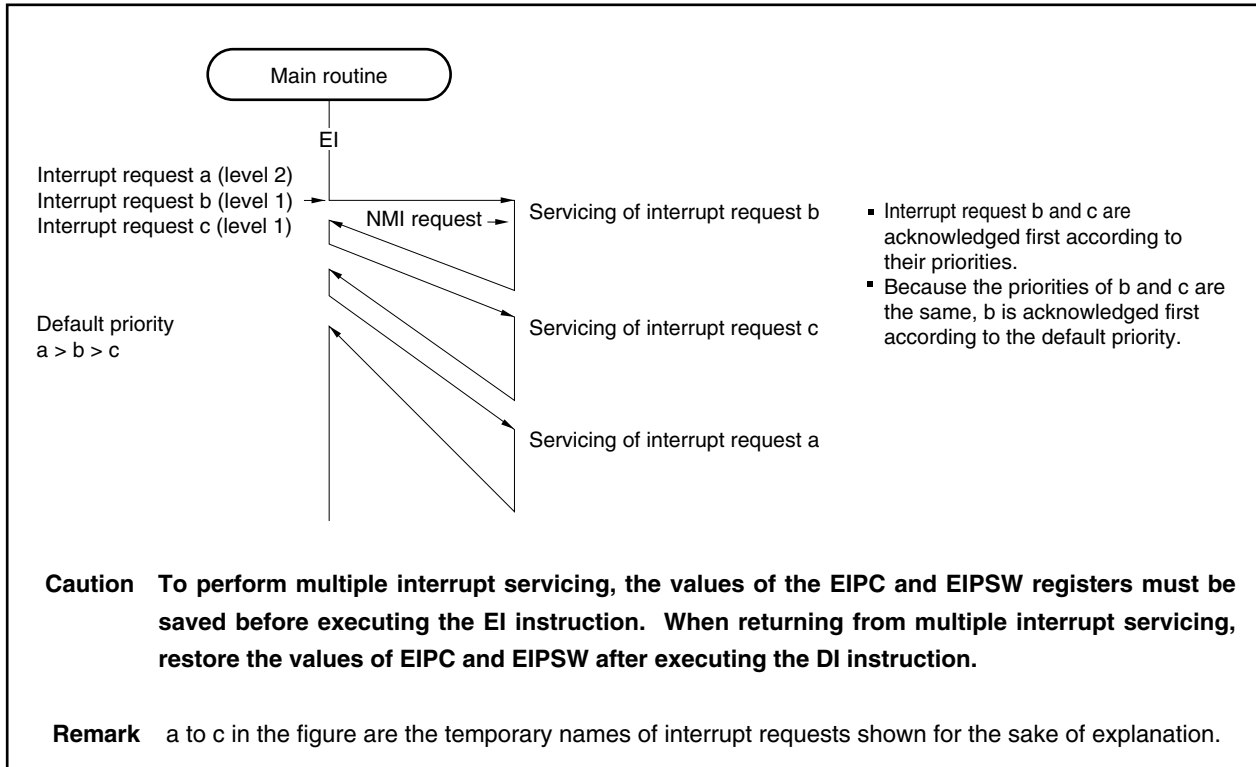 Main routine
EI
Interrupt request a (level 2)
Interrupt request b (level 1)
Interrupt request c (level 1)
NMI request
Servicing of interrupt request b
▪ Interrupt request b and c are
acknowledged first according to
their priorities.
▪ Because the priorities of b and c are
the same, b is acknowledged first
according to the default priority.
Default priority
a > b > c
Servicing of interrupt request c
Servicing of interrupt request a
Caution To perform multiple interrupt servicing, the values of the EIPC and EIPSW registers must be
saved before executing the EI instruction. When returning from multiple interrupt servicing,
restore the values of EIPC and EIPSW after executing the DI instruction.
Remark a to c in the figure are the temporary names of interrupt requests shown for the sake of explanation.